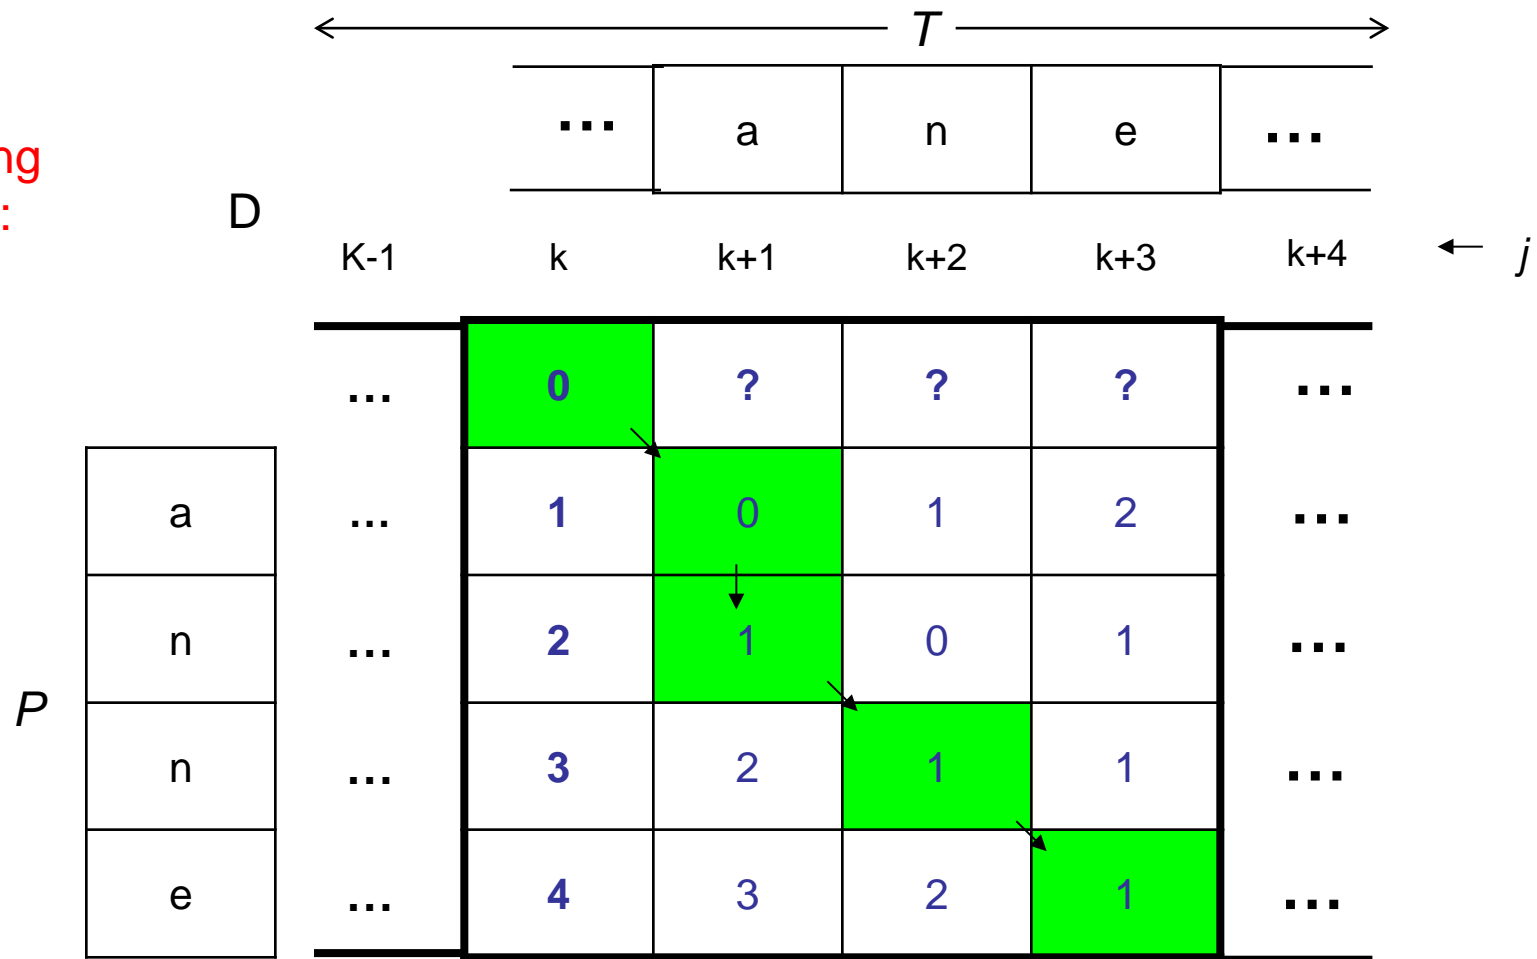 T
... a n e ...
ng
:
D
K-1 k k+1 k+2 k+3 k+4 j
... 0 ? ? ? ...
a ... 1 0 1 2 ...
n ... 2 1 0 1 ...
P
n ... 3 2 1 1 ...
e ... 4 3 2 1 ...